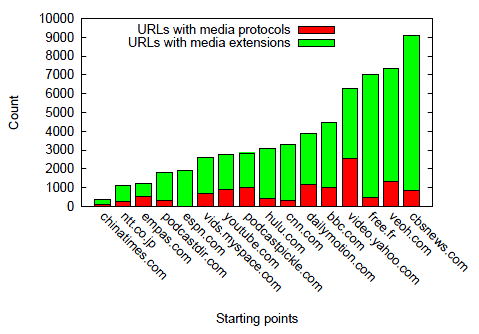 URLs with media protocols
URLs with media extensions
10000
9000
8000
7000
6000
5000
4000
3000
2000
1000
0
Count
chinatimes.com
ntt.co.jp
empas.com
podcastdir.com
espn.com
vids.myspace.com
youtube.com
podcastpickle.com
hulu.com
cnn.com
dailymotion.com
bbc.com
video.yahoo.com
free.fr
veoh.com
cbsnews.com
Starting points